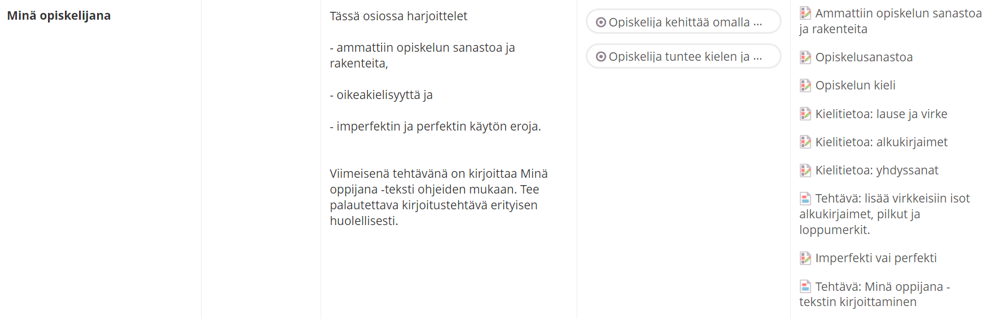 Minä opiskelijana
Tässä osiossa harjoittelet
- ammattiin opiskelun sanastoa ja
rakenteita,
- oikeakielisyyttä ja
- imperfektin ja perfektin käytön eroja.
Viimeisenä tehtävänä on kirjoittaa Minä
oppijana -teksti ohjeiden mukaan. Tee
palautettava kirjoitustehtävä erityisen
huolellisesti.
Opiskelija kehittää omalla ...
Opiskelija tuntee kielen ja ...
Ammattiin opiskelun sanastoa
ja rakenteita
Opiskelusanastoa
Opiskelun kieli
Kielitietoa: lause ja virke
Kielitietoa: alkukirjaimet
Kielitietoa: yhdyssanat
Tehtävä: lisää virkkeisiin isot
alkukirjaimet, pilkut ja
loppumerkit.
Imperfekti vai perfekti
Tehtävä: Minä oppijana -
tekstin kirjoittaminen